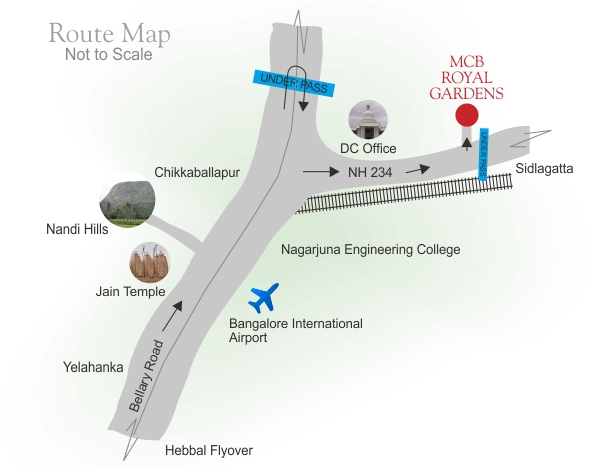 Route Map
Not to Scale
UNDER PASS
MCB
ROYAL
GARDENS
DC Office
UNDER PASS
Chikkaballapur
NH 234
Sidlagatta
Nandi Hills
Nagarjuna Engineering College
Jain Temple
Bangalore International
Airport
Yelahanka
Bellary Road
Hebbal Flyover